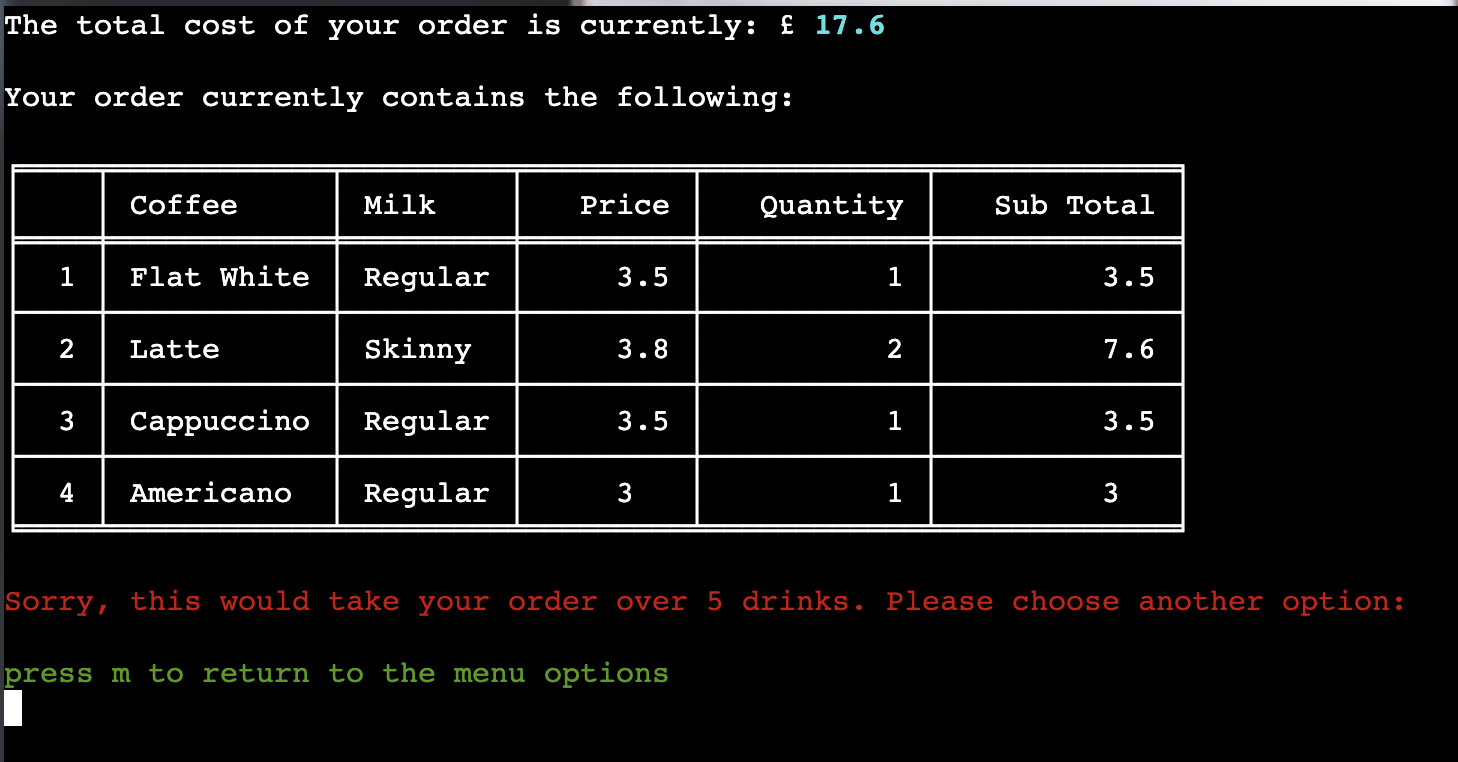 The total cost of your order is currently: £ 17.6
Your order currently contains the following:
Coffee Milk Price Quantity Sub Total
1 Flat White Regular 3.5 1 3.5
2 Latte Skinny 3.8 2 7.6
3 Cappuccino Regular 3.5 1 3.5
4 Americano Regular 3 1 3
Sorry, this would take your order over 5 drinks. Please choose another option:
press m to return to the menu options